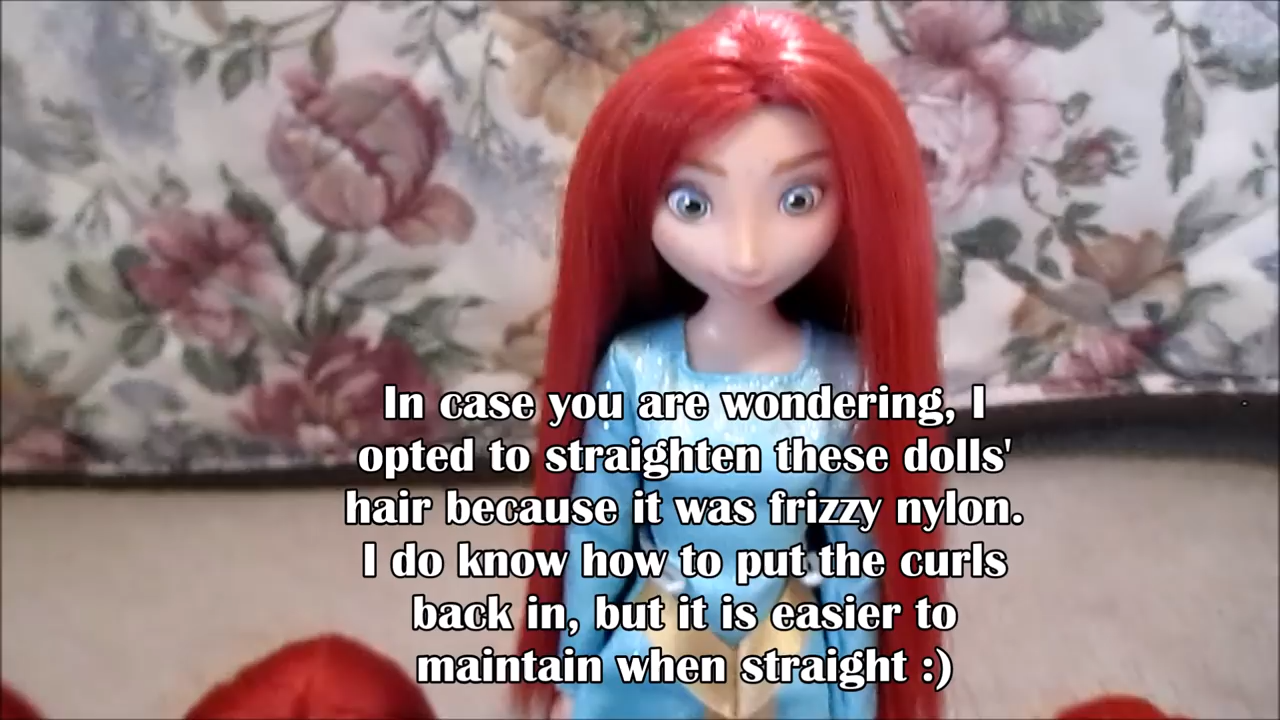 In case you are wondering, I
opted to straighten these dolls'
hair because it was frizzy nylon.
I do know how to put the curls
back in, but it is easier to
maintain when straight :)